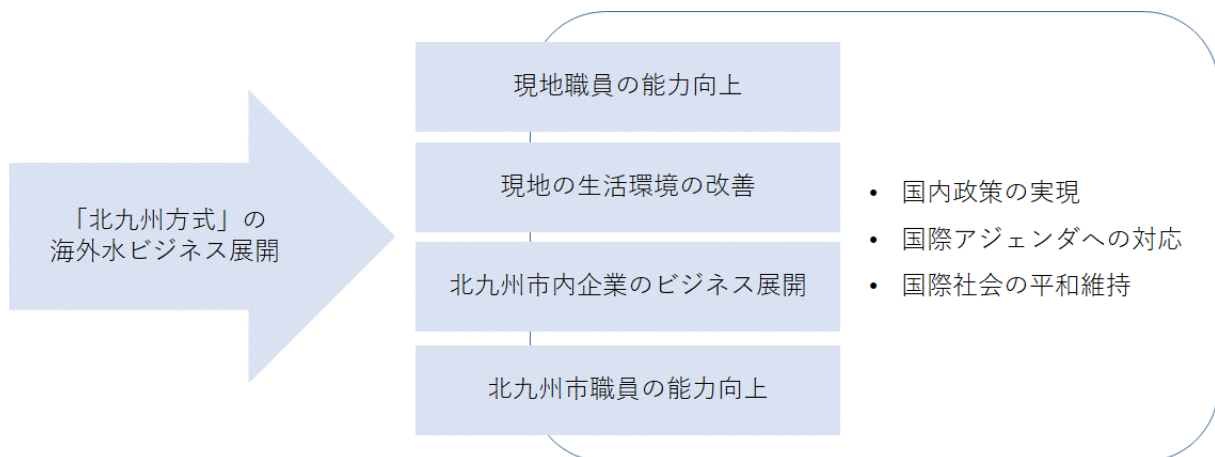 「北九州方式」の
海外水ビジネス展開
現地職員の能力向上
現地の生活環境の改善
北九州市内企業のビジネス展開
北九州市職員の能力向上
• 国内政策の実現
• 国際アジェンダへの対応
• 国際社会の平和維持